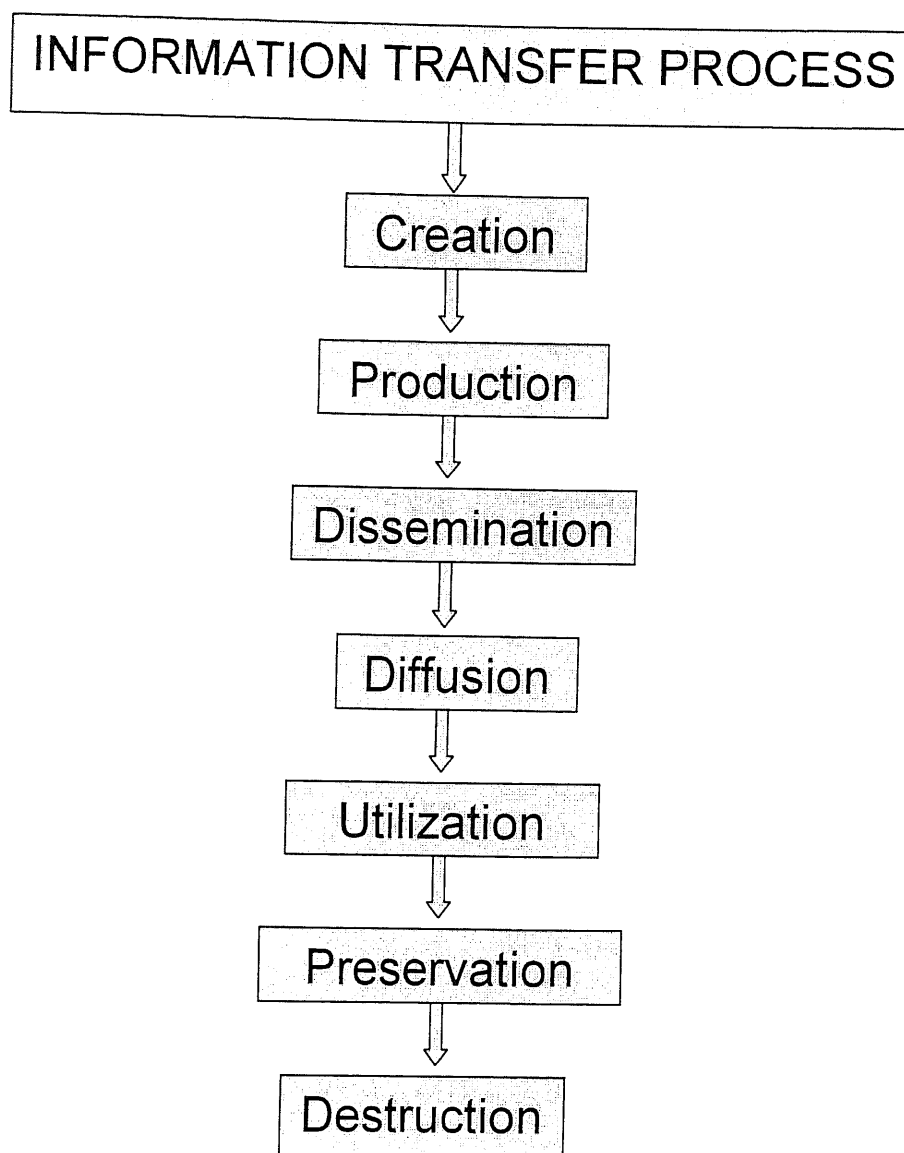 INFORMATION TRANSFER PROCESS
Creation
Production
Dissemination
Diffusion
Utilization
Preservation
Destruction